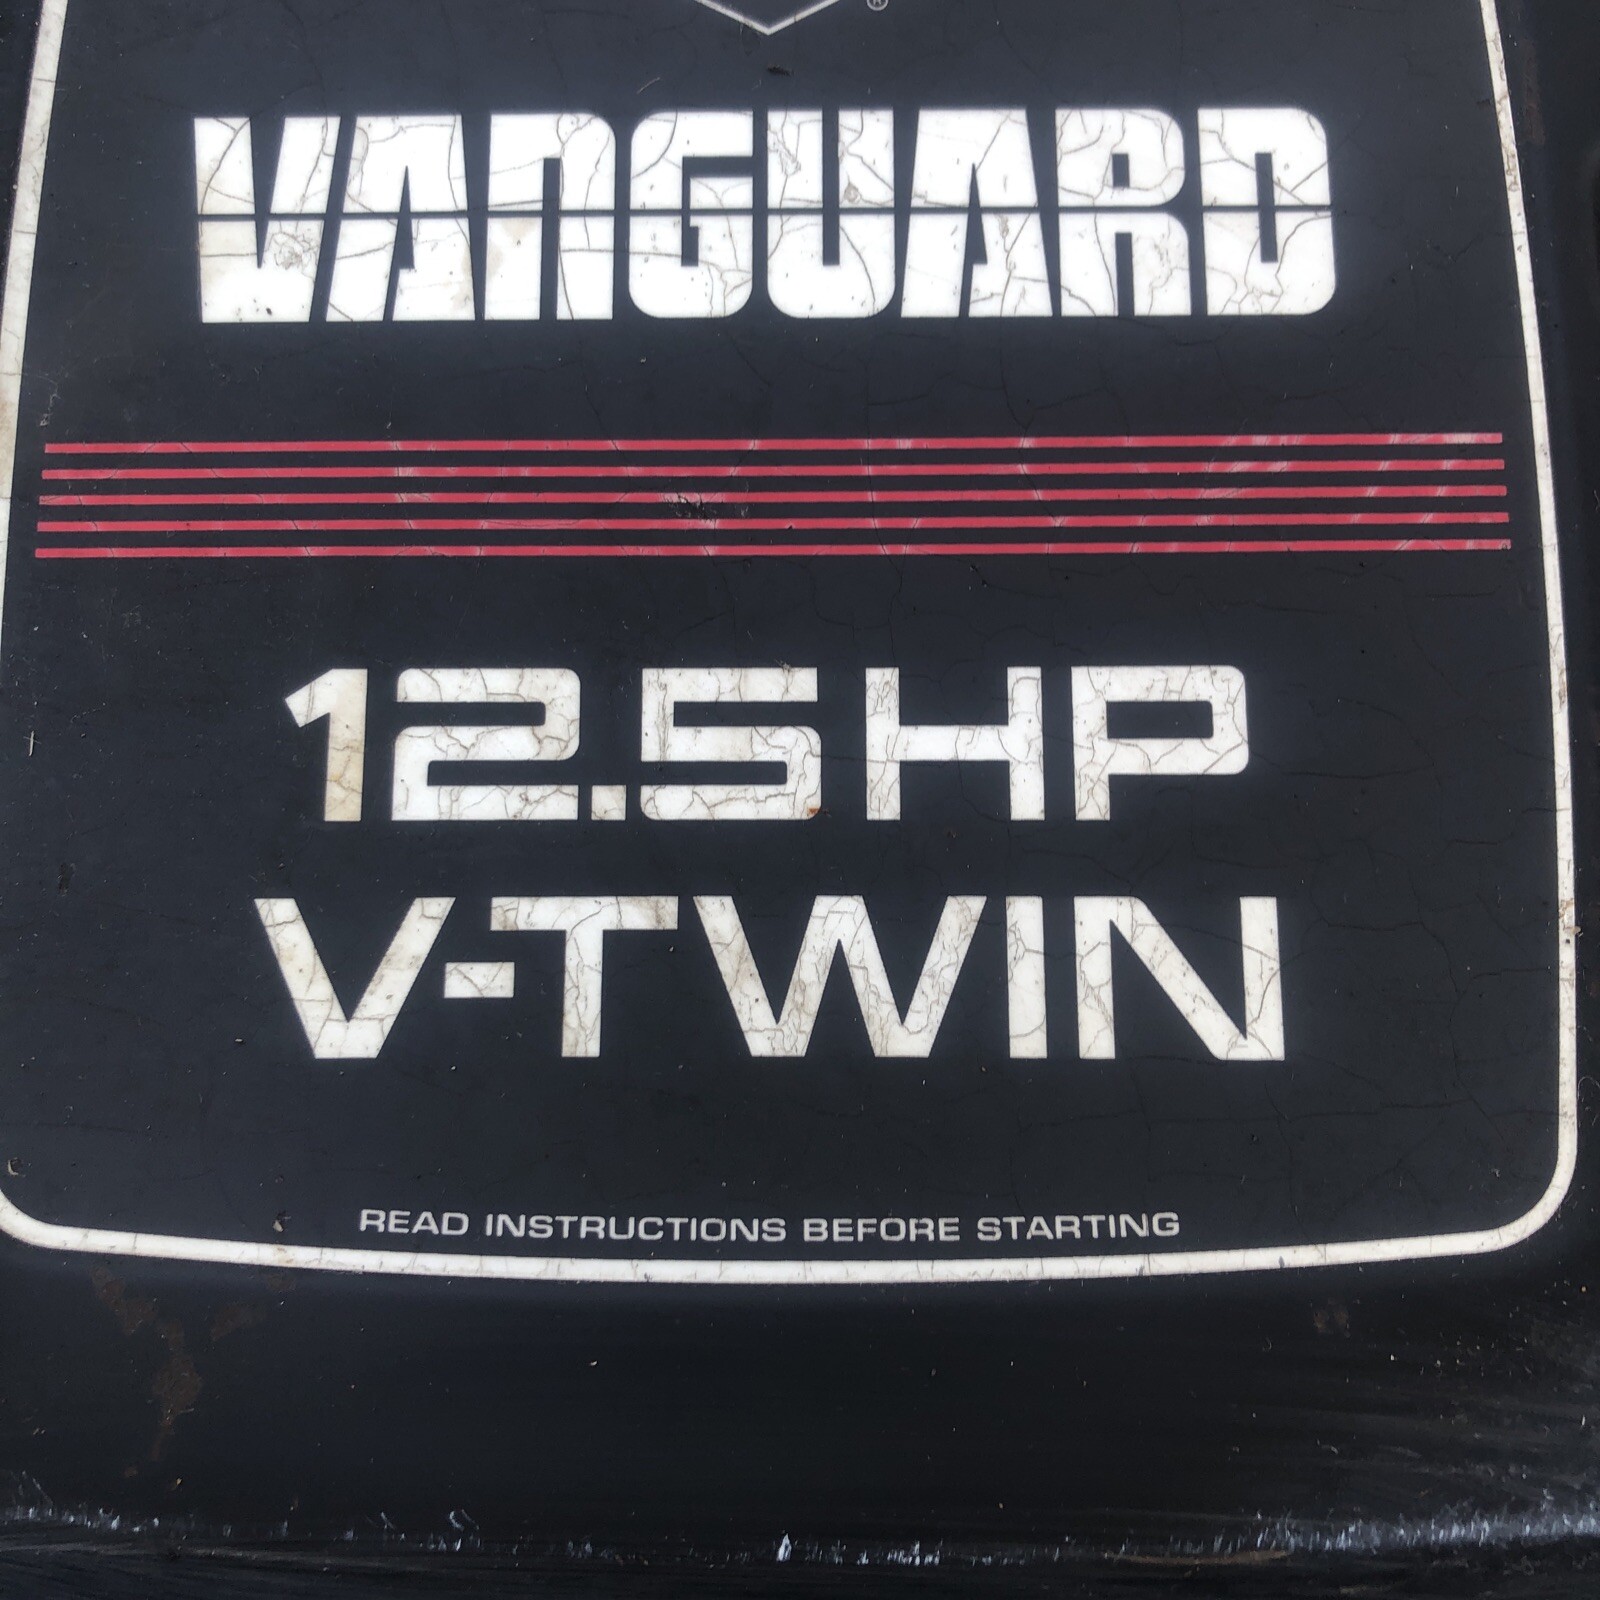 ®
VANGUARD
12.5HP
V-TWIN
READ INSTRUCTIONS BEFORE STARTING